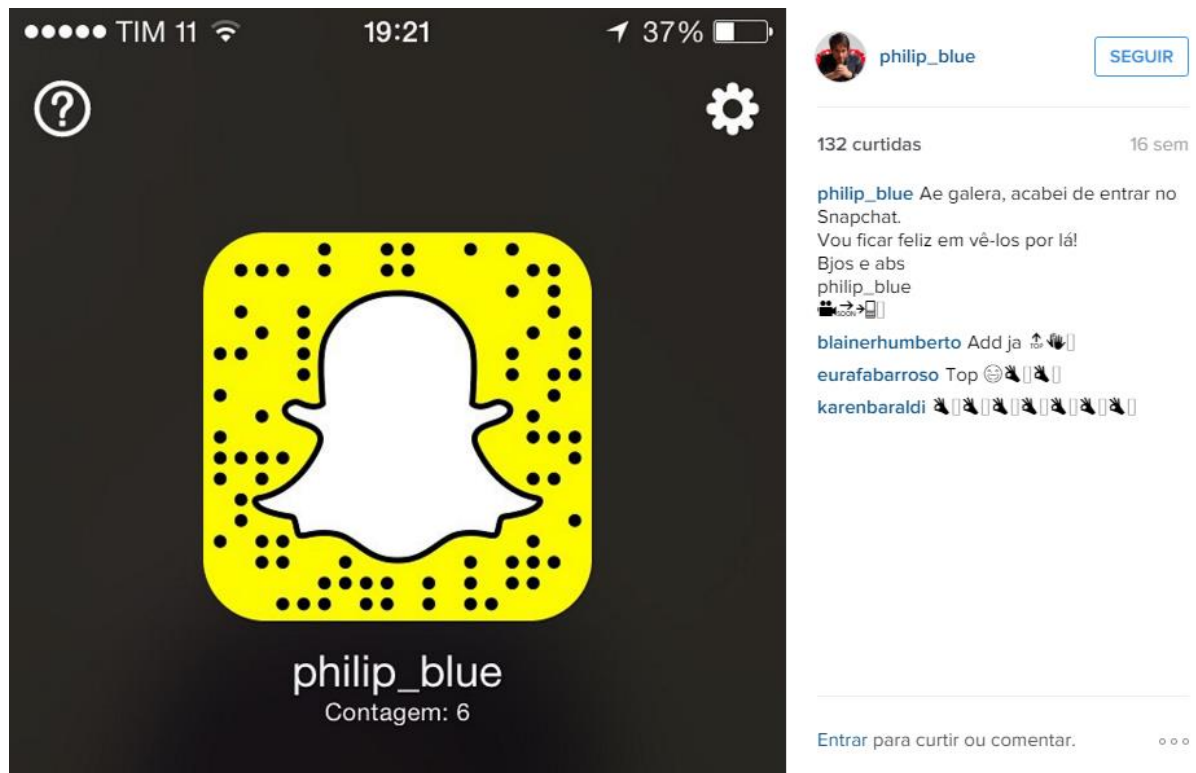 TIM 11 19:21 37%
?
philip_blue
Contagem: 6
philip_blue SEGUIR
132 curtidas 16 sem
philip_blue Ae galera, acabei de entrar no
Snapchat.
Vou ficar feliz em vê-los por lá!
Bjos e abs
philip_blue
SOON
blainerhumberto Add ja TOP
eurafabarroso Top
karenbaraldi
Entrar para curtir ou comentar.